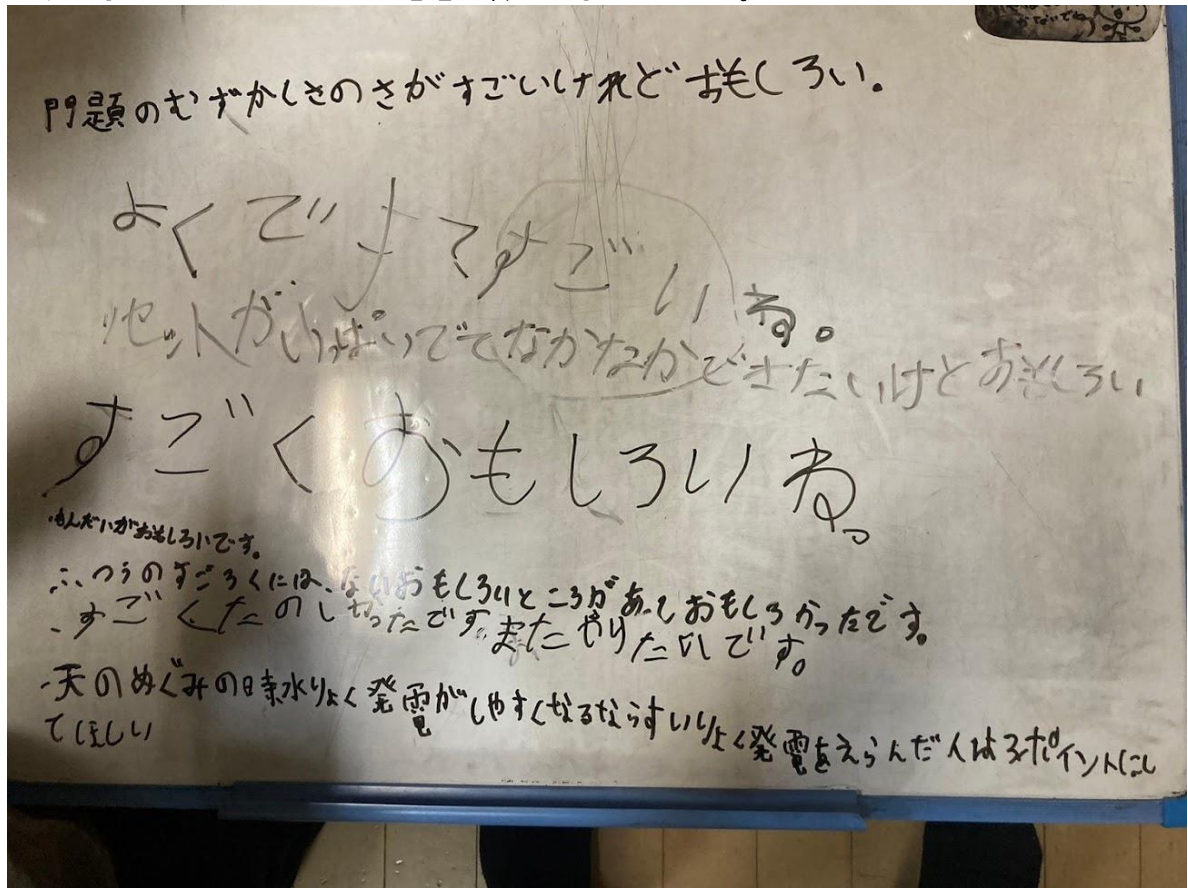 問題のむずかしさのさがすごいけれどおもしろい。
よくできてすごいね。
リセットがいっぱいでてなかなかできないけどおもしろい
すごくおもしろいね。
・もんだいがおもしろいです。
・ふつうのすごろくには、ないおもしろいところがあっておもしろかったです。
・すごくたのしかったです。またやりたいです。
・天のめぐみの時水りょく発電がしやすくなるならすいりょく発電をえらんだ人は3ポイントにし
てほしい